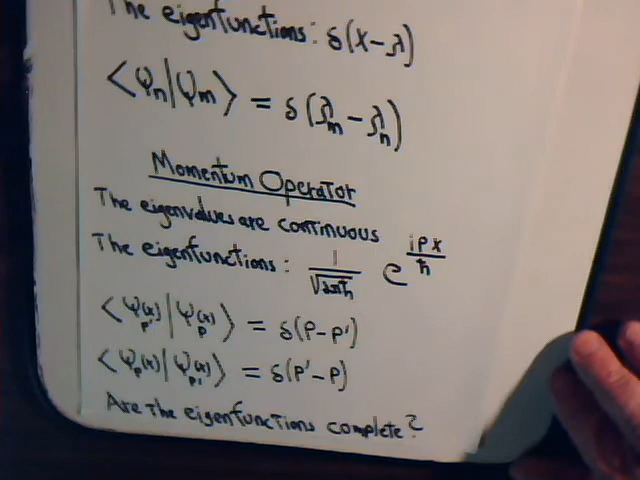 The eigenfunctions: δ(x-λ)
⟨Ψn|Ψm⟩ = δ(λm-λn)
Momentum Operator
The eigenvalues are continuous
The eigenfunctions: 1/√(2πħ) e^(ipx/ħ)
⟨Ψp'(x)|Ψp(x)⟩ = δ(p-p')
⟨Ψp(x)|Ψp'(x)⟩ = δ(p'-p)
Are the eigenfunctions complete?